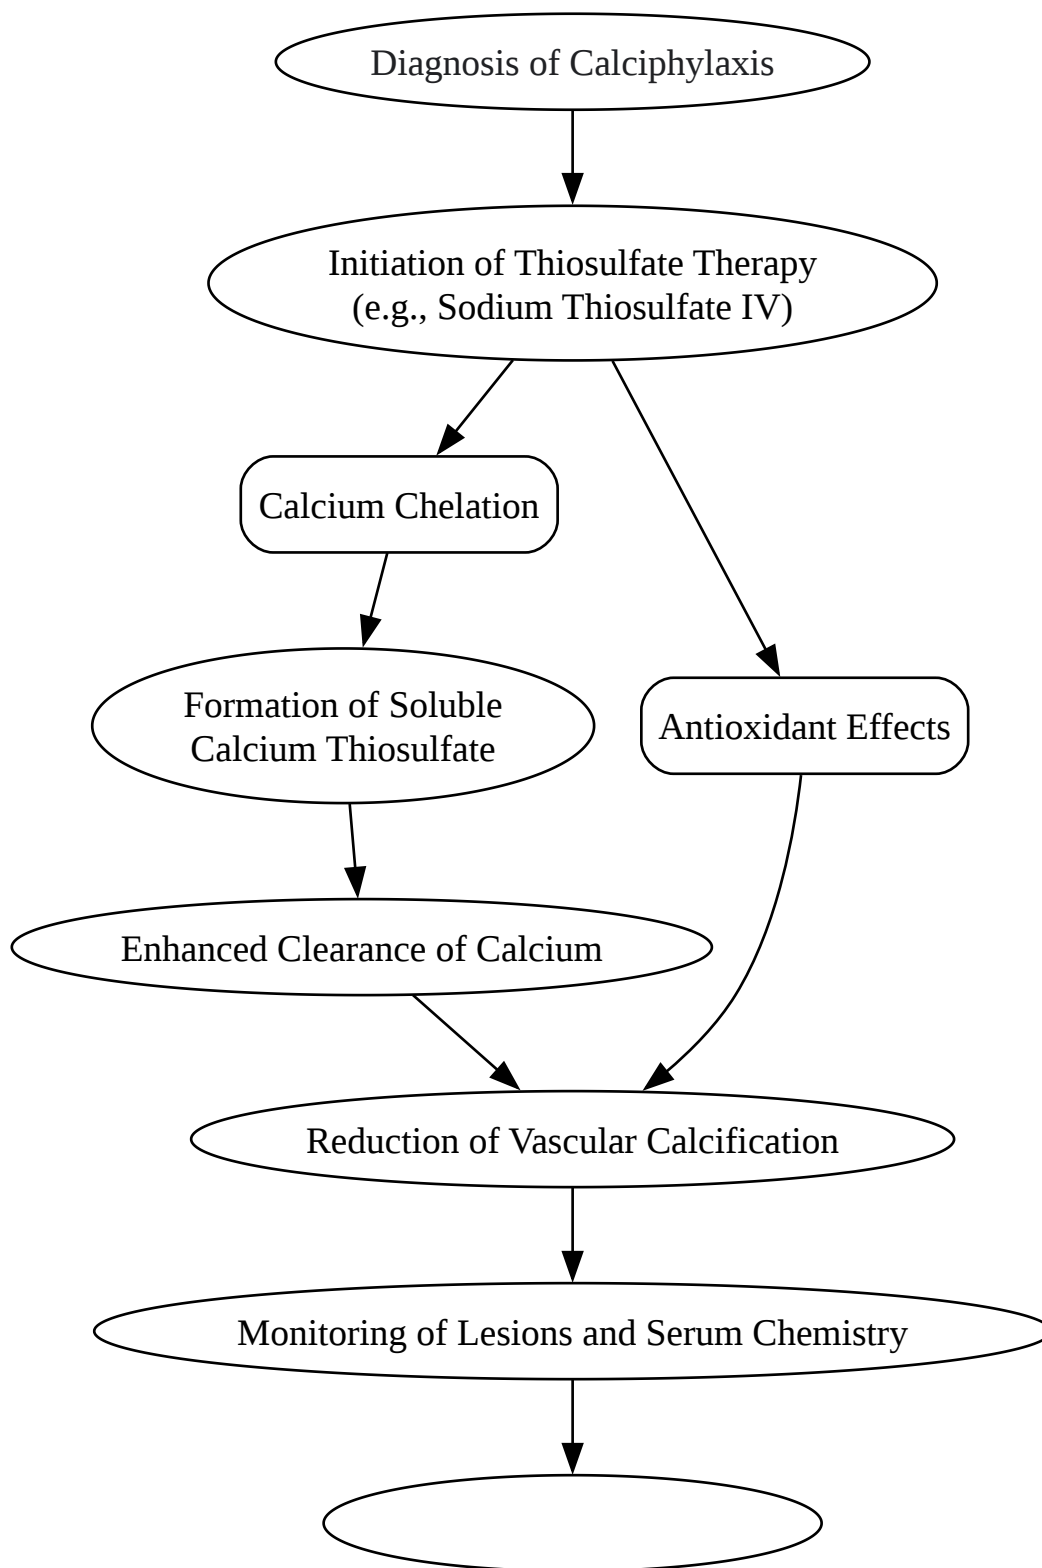 Diagnosis of Calciphylaxis
Initiation of Thiosulfate Therapy
(e.g., Sodium Thiosulfate IV)
Calcium Chelation
Formation of Soluble
Calcium Thiosulfate
Antioxidant Effects
Enhanced Clearance of Calcium
Reduction of Vascular Calcification
Monitoring of Lesions and Serum Chemistry